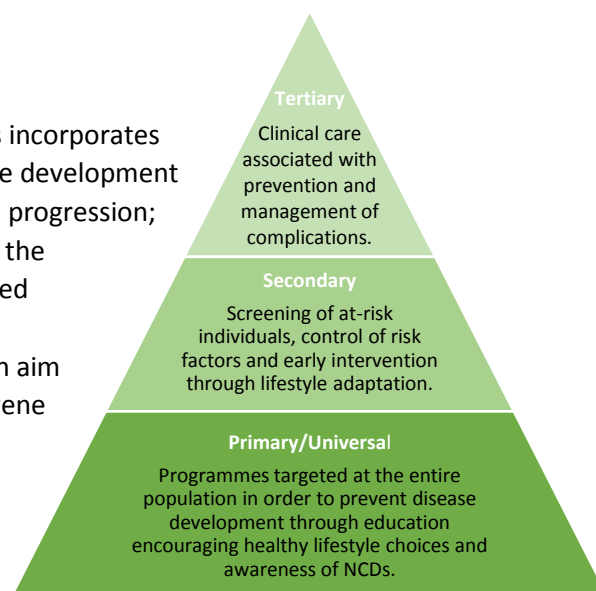 s incorporates
e development
progression;
the
ed
n aim
ene
Tertiary
Clinical care
associated with
prevention and
management of
complications.
Secondary
Screening of at-risk
individuals, control of risk
factors and early intervention
through lifestyle adaptation.
Primary/Universal
Programmes targeted at the entire
population in order to prevent disease
development through education
encouraging healthy lifestyle choices and
awareness of NCDs.